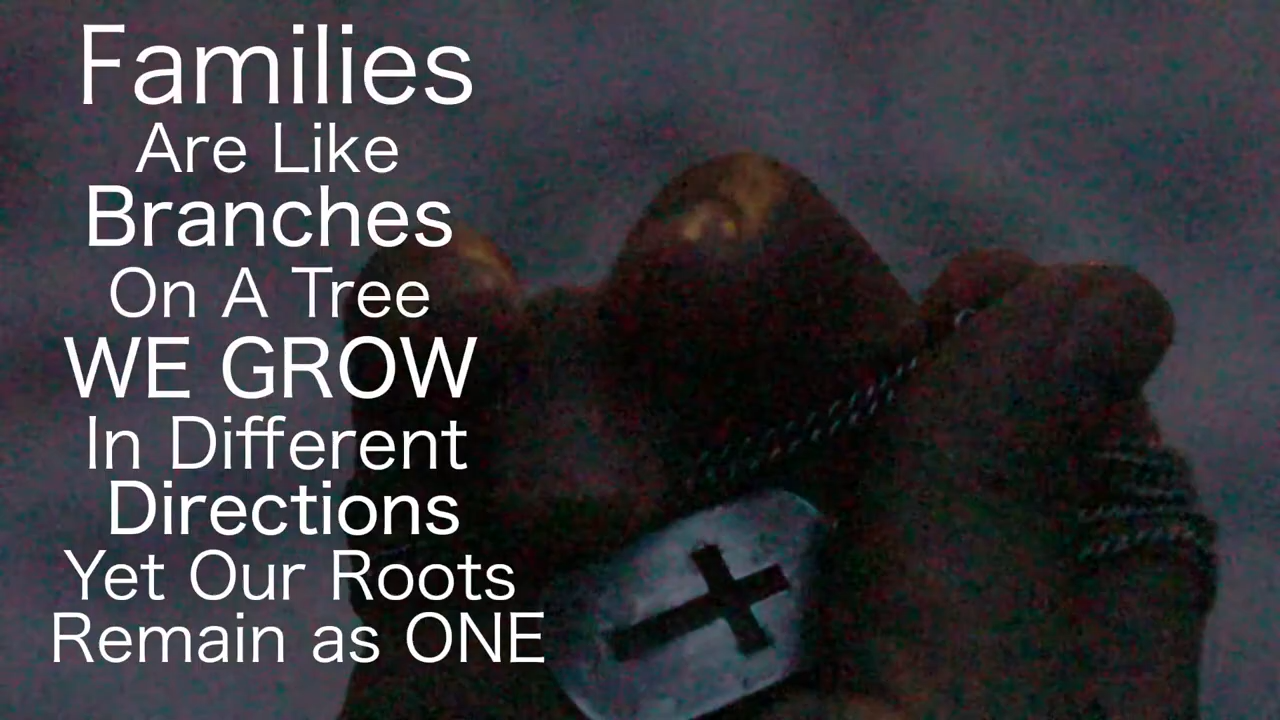 Families
Are Like
Branches
On A Tree
WE GROW
In Different
Directions
Yet Our Roots
Remain as ONE